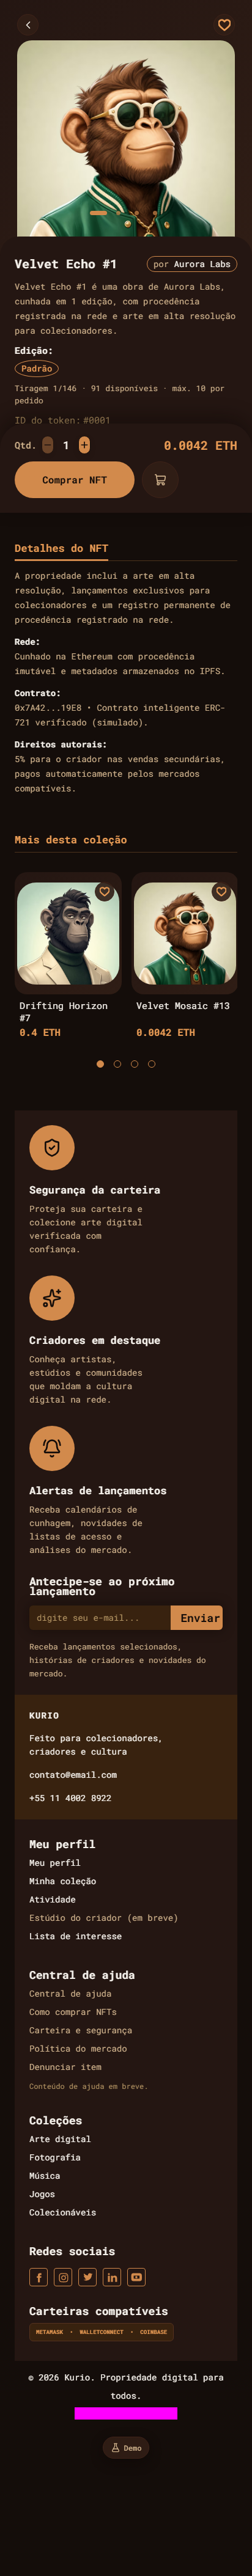 Velvet Echo #1
por Aurora Labs
Velvet Echo #1 é uma obra de Aurora Labs,
cunhada em 1 edição, com procedência
registrada na rede e arte em alta resolução
para colecionadores.
Edição:
Padrão
Tiragem 1/146 · 91 disponíveis · máx. 10 por
pedido
ID do token: #0001
Qtd. − 1 + 0.0042 ETH
Comprar NFT
Detalhes do NFT
A propriedade inclui a arte em alta
resolução, lançamentos exclusivos para
colecionadores e um registro permanente de
procedência registrado na rede.
Rede:
Cunhado na Ethereum com procedência
imutável e metadados armazenados no IPFS.
Contrato:
0x7A42...19E8 • Contrato inteligente ERC-
721 verificado (simulado).
Direitos autorais:
5% para o criador nas vendas secundárias,
pagos automaticamente pelos mercados
compatíveis.
Mais desta coleção
Drifting Horizon
#7
0.4 ETH
Velvet Mosaic #13
0.0042 ETH
Segurança da carteira
Proteja sua carteira e
colecione arte digital
verificada com
confiança.
Criadores em destaque
Conheça artistas,
estúdios e comunidades
que moldam a cultura
digital na rede.
Alertas de lançamentos
Receba calendários de
cunhagem, novidades de
listas de acesso e
análises do mercado.
Antecipe-se ao próximo
lançamento
digite seu e-mail... Enviar
Receba lançamentos selecionados,
histórias de criadores e novidades do
mercado.
KURIO
Feito para colecionadores,
criadores e cultura
contato@email.com
+55 11 4002 8922
Meu perfil
Meu perfil
Minha coleção
Atividade
Estúdio do criador (em breve)
Lista de interesse
Central de ajuda
Central de ajuda
Como comprar NFTs
Carteira e segurança
Política do mercado
Denunciar item
Conteúdo de ajuda em breve.
Coleções
Arte digital
Fotografia
Música
Jogos
Colecionáveis
Redes sociais
Carteiras compatíveis
METAMASK • WALLETCONNECT • COINBASE
© 2026 Kurio. Propriedade digital para
todos.
Demo